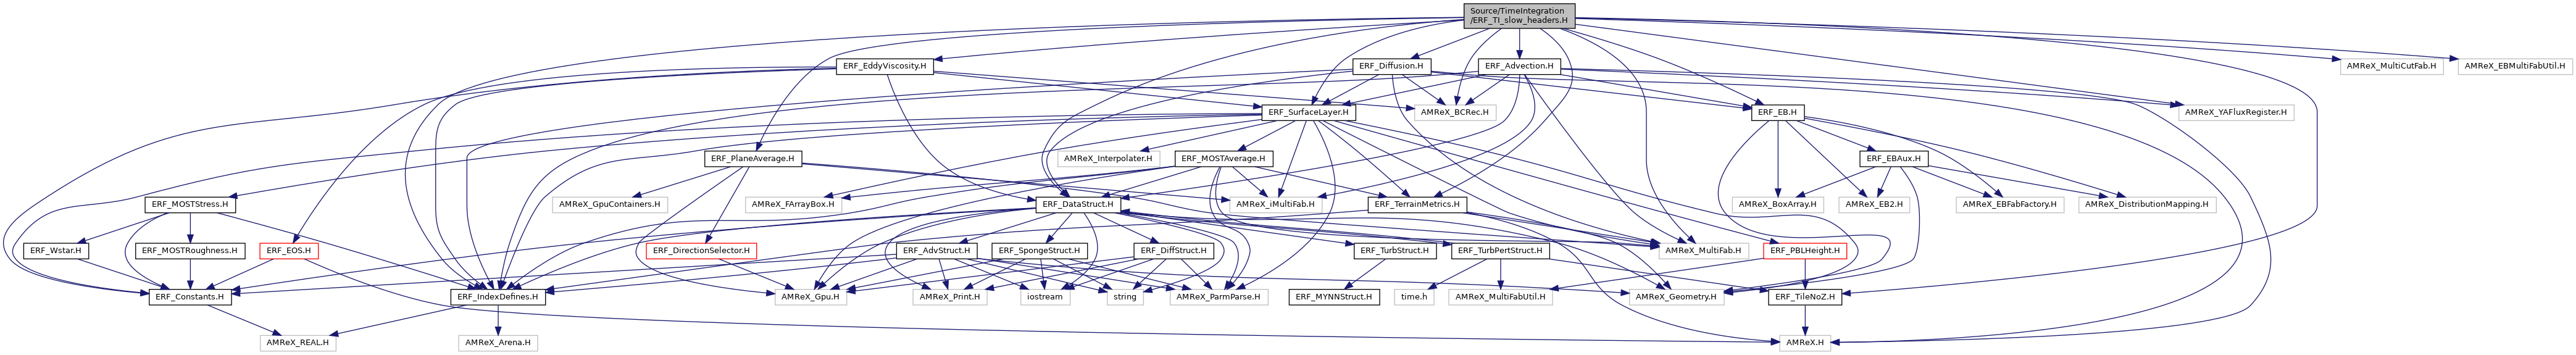 Source/TimeIntegration
/ERF_TI_slow_headers.H
ERF_EddyViscosity.H
ERF_Diffusion.H
ERF_Advection.H
AMReX_MultiCutFab.H
AMReX_EBMultiFabUtil.H
ERF_SurfaceLayer.H
AMReX_BCRec.H
ERF_EB.H
AMReX_YAFluxRegister.H
ERF_PlaneAverage.H
AMReX_Interpolater.H
ERF_MOSTAverage.H
ERF_EBAux.H
ERF_MOSTStress.H
AMReX_GpuContainers.H
AMReX_FArrayBox.H
ERF_DataStruct.H
AMReX_iMultiFab.H
ERF_TerrainMetrics.H
AMReX_BoxArray.H
AMReX_EB2.H
AMReX_EBFabFactory.H
AMReX_DistributionMapping.H
ERF_Wstar.H
ERF_MOSTRoughness.H
ERF_EOS.H
ERF_DirectionSelector.H
ERF_AdvStruct.H
ERF_SpongeStruct.H
ERF_DiffStruct.H
ERF_TurbStruct.H
ERF_TurbPertStruct.H
AMReX_MultiFab.H
ERF_PBLHeight.H
ERF_Constants.H
ERF_IndexDefines.H
AMReX_Gpu.H
AMReX_Print.H
iostream
string
AMReX_ParmParse.H
ERF_MYNNStruct.H
time.h
AMReX_MultiFabUtil.H
AMReX_Geometry.H
ERF_TileNoZ.H
AMReX_REAL.H
AMReX_Arena.H
AMReX.H